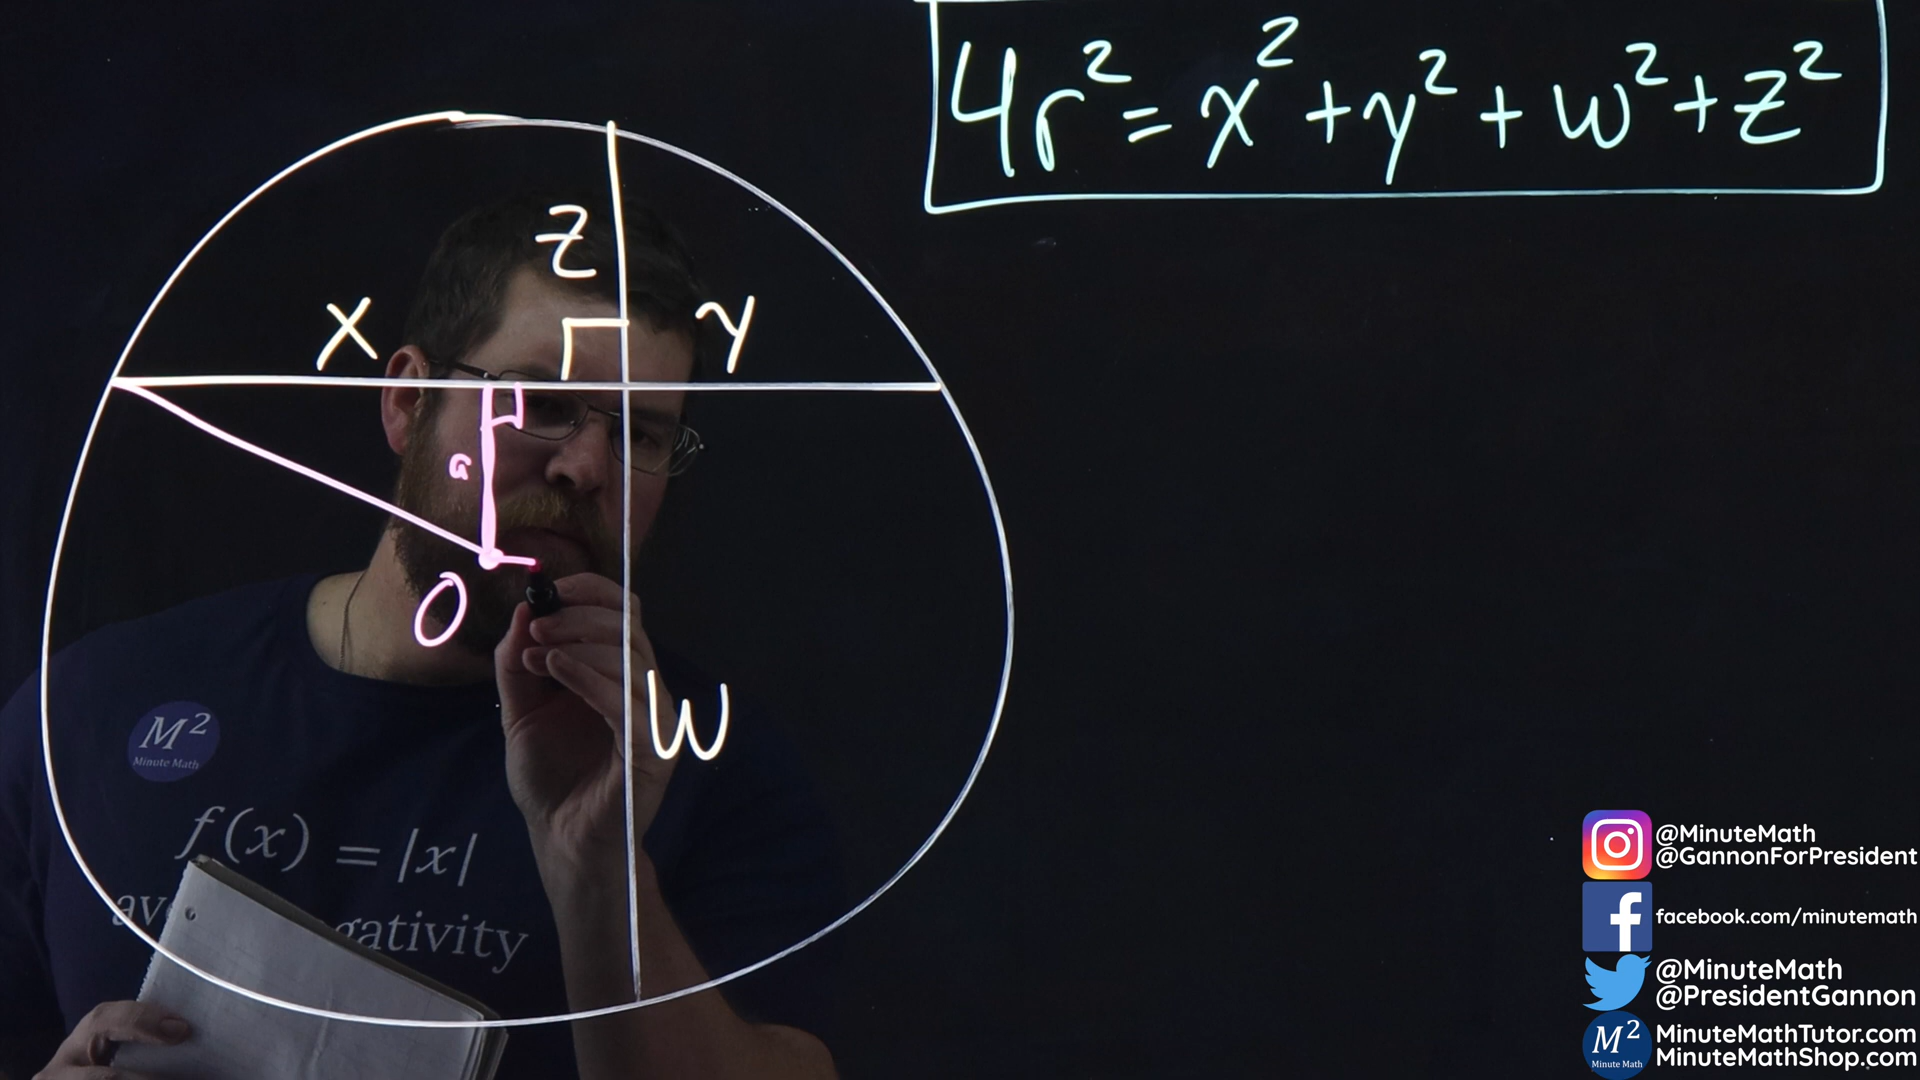 4r² = x² + y² + w² + z²
z
x
y
a
O
w
M²
Minute Math
f(x) = |x|
gativity
@MinuteMath
@GannonForPresident
facebook.com/minutemath
@MinuteMath
@PresidentGannon
M²
Minute Math
MinuteMathTutor.com
MinuteMathShop.com